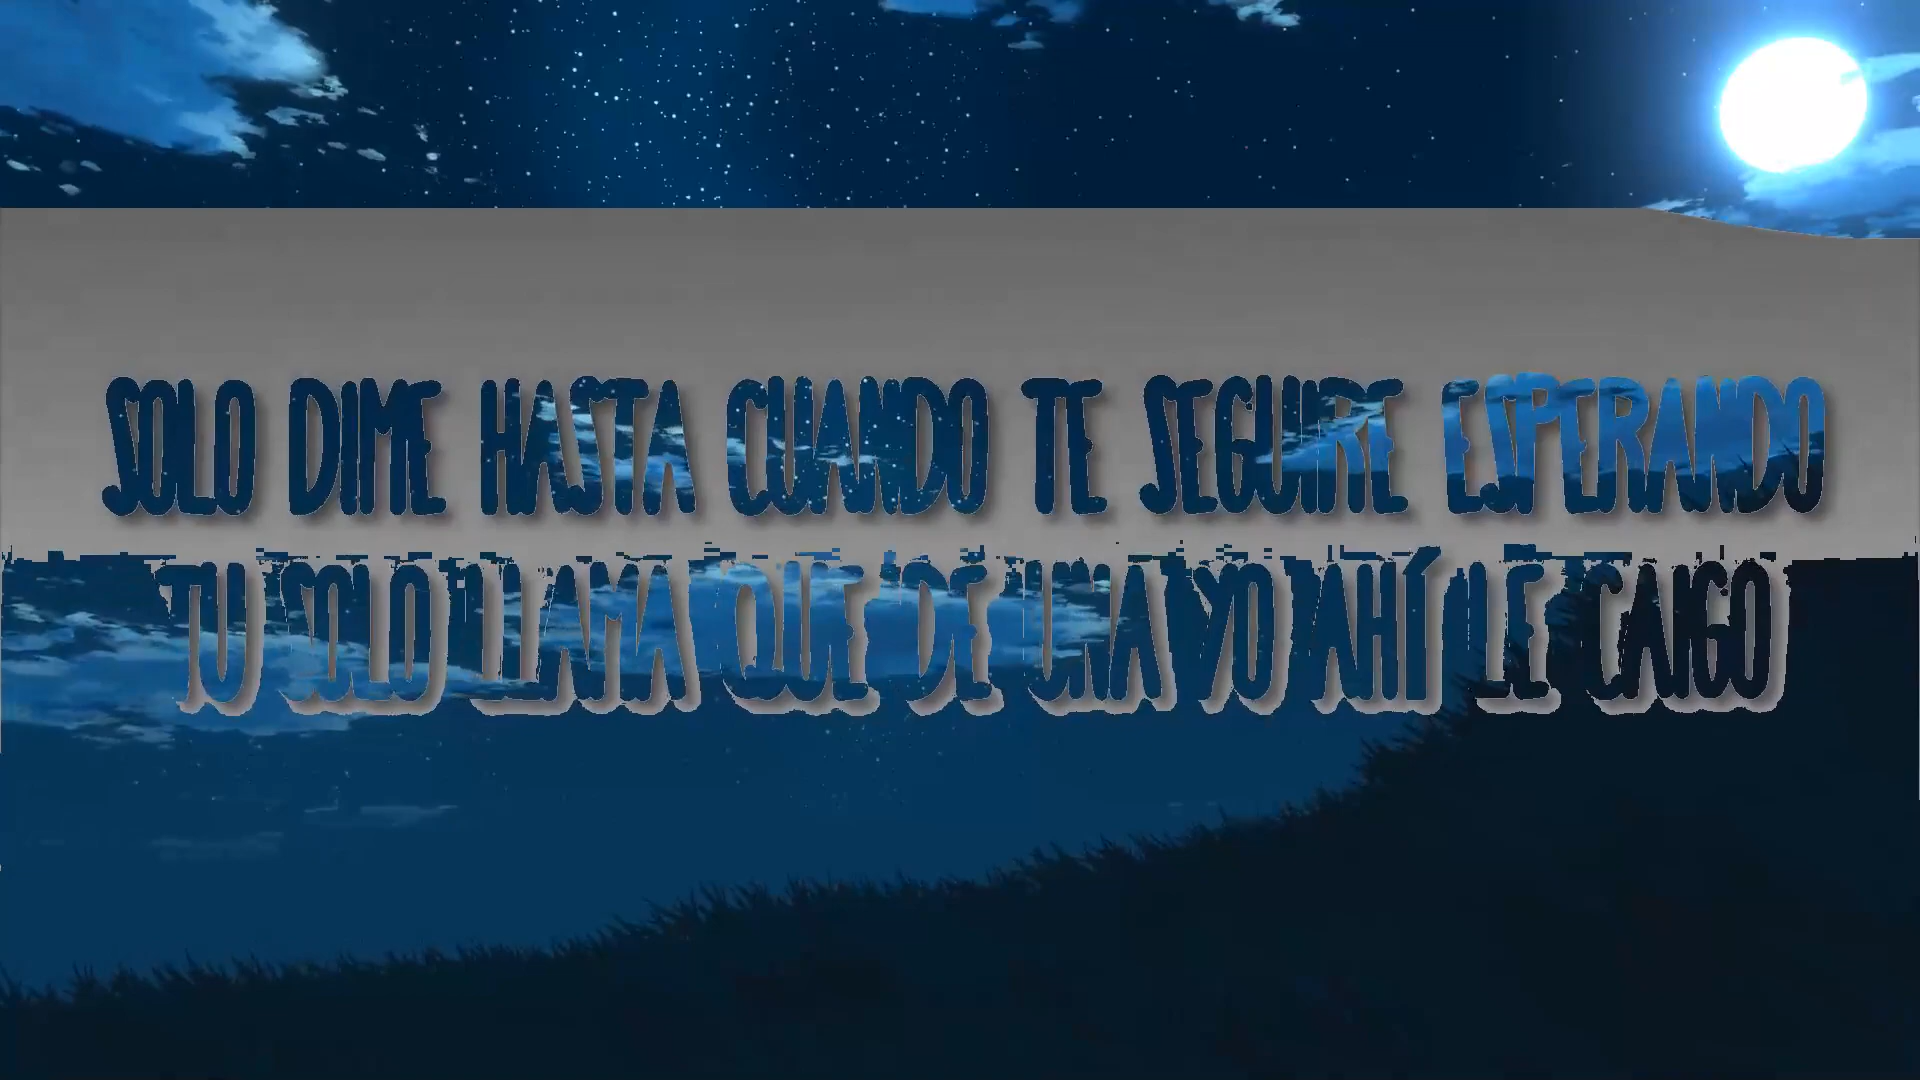 SOLO DIME HASTA CUANDO TE SEGUIRE ESPERANDO
TU SOLO LLAMA QUE DE UNA YO AHÍ LE CAIGO